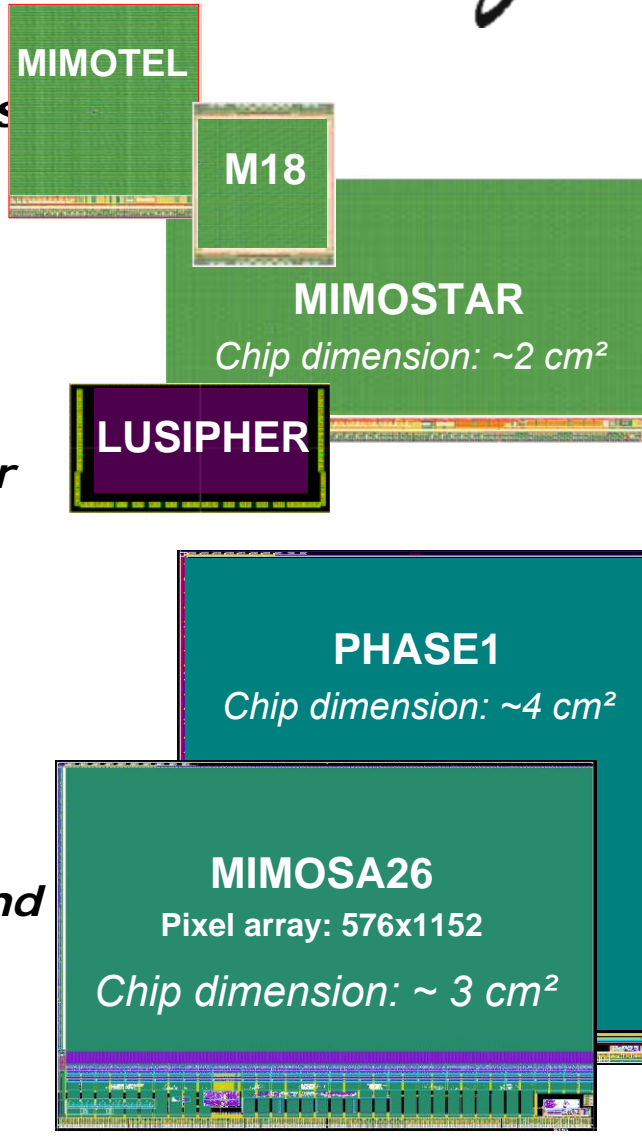 MIMOTEL
s
M18
MIMOSTAR
Chip dimension: ~2 cm²
LUSIPHER
r
PHASE1
Chip dimension: ~4 cm²
MIMOSA26
nd
Pixel array: 576x1152
Chip dimension: ~ 3 cm²